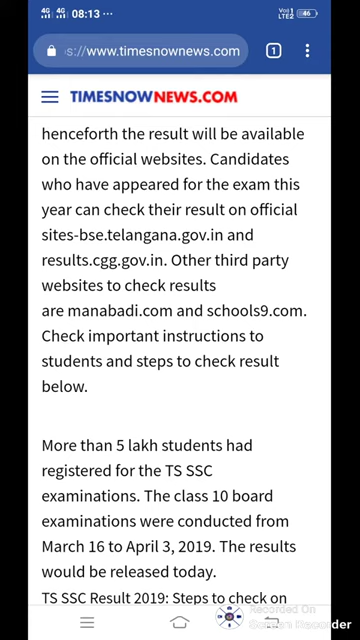 4G 4G 08:13 ···
VoLTE1 LTE2 46
s://www.timesnownews.com
1
TIMESNOWNEWS.COM
henceforth the result will be available
on the official websites. Candidates
who have appeared for the exam this
year can check their result on official
sites-bse.telangana.gov.in and
results.cgg.gov.in. Other third party
websites to check results
are manabadi.com and schools9.com.
Check important instructions to
students and steps to check result
below.
More than 5 lakh students had
registered for the TS SSC
examinations. The class 10 board
examinations were conducted from
March 16 to April 3, 2019. The results
would be released today.
TS SSC Result 2019: Steps to check on
Recorded On
Screen Recorder